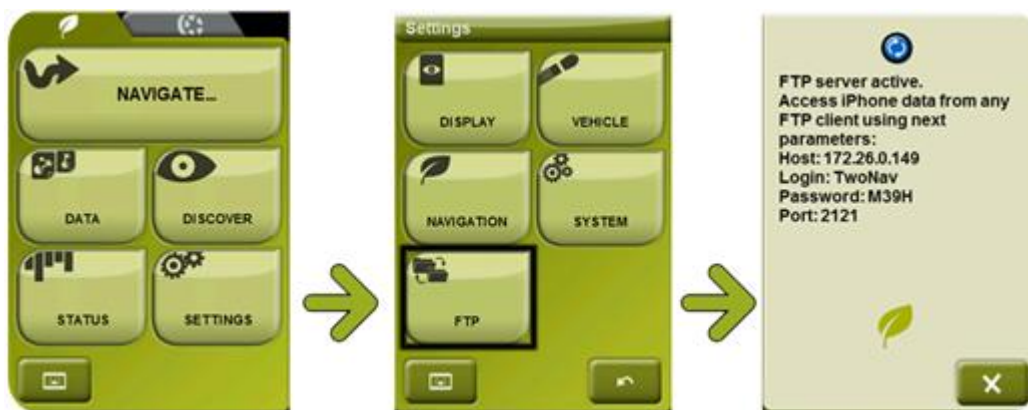 NAVIGATE...
DATA
DISCOVER
STATUS
SETTINGS
Settings
DISPLAY
VEHICLE
NAVIGATION
SYSTEM
FTP
FTP server active.
Access iPhone data from any
FTP client using next
parameters:
Host: 172.26.0.149
Login: TwoNav
Password: M39H
Port: 2121